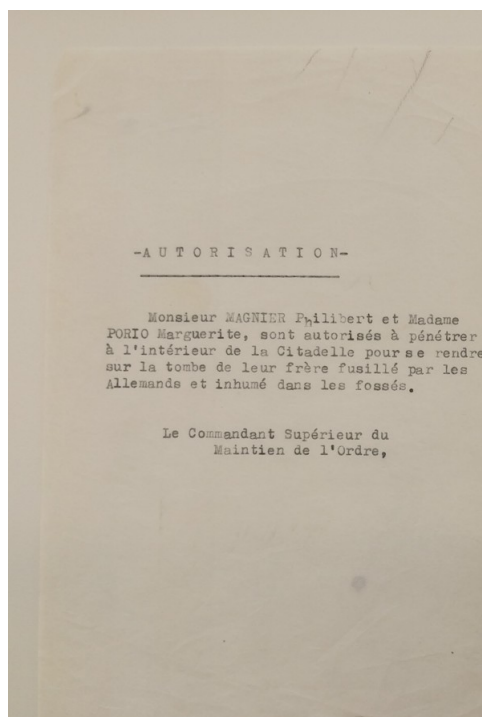 -AUTORISATION-
Monsieur MAGNIER Philibert et Madame
PORIO Marguerite, sont autorisés à pénétrer
à l'intérieur de la Citadelle pour se rendre
sur la tombe de leur frère fusillé par les
Allemands et inhumé dans les fossés.
Le Commandant Supérieur du
Maintien de l'Ordre,